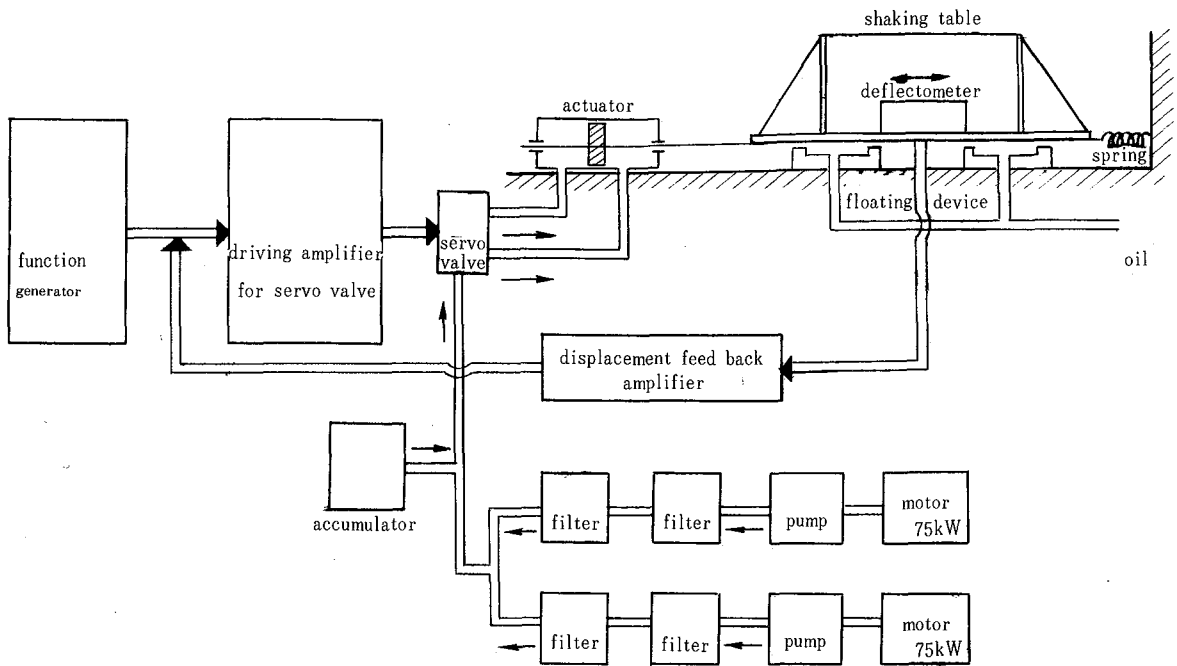 shaking table
deflectometer
actuator
spring
floating device
oil
function
generator
driving amplifier
for servo valve
servo
valve
displacement feed back
amplifier
accumulator
filter
filter
pump
motor
75kW
filter
filter
pump
motor
75kW